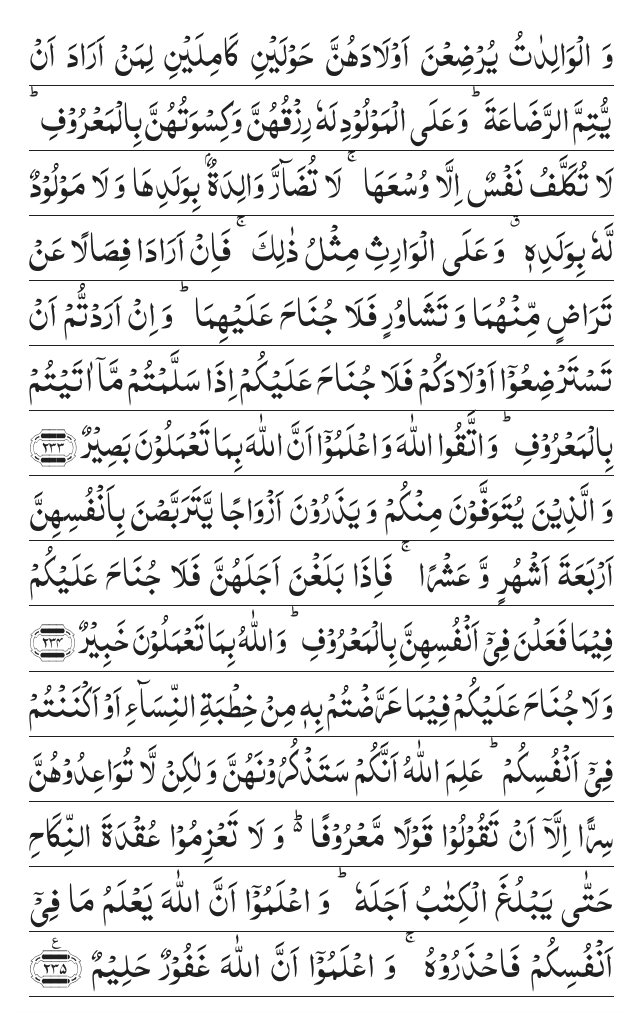 وَ الْوَالِدٰتُ يُرْضِعْنَ اَوْلَادَهُنَّ حَوْلَيْنِ كَامِلَيْنِ لِمَنْ اَرَادَ اَنْ
يُّتِمَّ الرَّضَاعَةَ ؕ وَعَلَى الْمَوْلُوْدِ لَهٗ رِزْقُهُنَّ وَكِسْوَتُهُنَّ بِالْمَعْرُوْفِ ؕ
لَا تُكَلَّفُ نَفْسٌ اِلَّا وُسْعَهَا ۚ لَا تُضَآرَّ وَالِدَةٌۢ بِوَلَدِهَا وَ لَا مَوْلُوْدٌ
لَّهٗ بِوَلَدِهٖ ۗ وَ عَلَى الْوَارِثِ مِثْلُ ذٰلِكَ ۚ فَاِنْ اَرَادَا فِصَالًا عَنْ
تَرَاضٍ مِّنْهُمَا وَ تَشَاوُرٍ فَلَا جُنَاحَ عَلَيْهِمَا ؕ وَ اِنْ اَرَدْتُّمْ اَنْ
تَسْتَرْضِعُوْۤا اَوْلَادَكُمْ فَلَا جُنَاحَ عَلَيْكُمْ اِذَا سَلَّمْتُمْ مَّاۤ اٰتَيْتُمْ
بِالْمَعْرُوْفِ ؕ وَ اتَّقُوا اللّٰهَ وَ اعْلَمُوْۤا اَنَّ اللّٰهَ بِمَا تَعْمَلُوْنَ بَصِيْرٌ ﴿۲۳۳﴾
وَ الَّذِيْنَ يُتَوَفَّوْنَ مِنْكُمْ وَ يَذَرُوْنَ اَزْوَاجًا يَّتَرَبَّصْنَ بِاَنْفُسِهِنَّ
اَرْبَعَةَ اَشْهُرٍ وَّ عَشْرًا ۚ فَاِذَا بَلَغْنَ اَجَلَهُنَّ فَلَا جُنَاحَ عَلَيْكُمْ
فِيْمَا فَعَلْنَ فِيْۤ اَنْفُسِهِنَّ بِالْمَعْرُوْفِ ؕ وَ اللّٰهُ بِمَا تَعْمَلُوْنَ خَبِيْرٌ ﴿۲۳۴﴾
وَ لَا جُنَاحَ عَلَيْكُمْ فِيْمَا عَرَّضْتُمْ بِهٖ مِنْ خِطْبَةِ النِّسَآءِ اَوْ اَكْنَنْتُمْ
فِيْۤ اَنْفُسِكُمْ ؕ عَلِمَ اللّٰهُ اَنَّكُمْ سَتَذْكُرُوْنَهُنَّ وَ لٰكِنْ لَّا تُوَاعِدُوْهُنَّ
سِرًّا اِلَّاۤ اَنْ تَقُوْلُوْا قَوْلًا مَّعْرُوْفًا ۬ؕ وَ لَا تَعْزِمُوْا عُقْدَةَ النِّكَاحِ
حَتّٰى يَبْلُغَ الْكِتٰبُ اَجَلَهٗ ؕ وَ اعْلَمُوْۤا اَنَّ اللّٰهَ يَعْلَمُ مَا فِيْۤ
اَنْفُسِكُمْ فَاحْذَرُوْهُ ۚ وَ اعْلَمُوْۤا اَنَّ اللّٰهَ غَفُوْرٌ حَلِيْمٌ ﴿۲۳۵﴾ ع